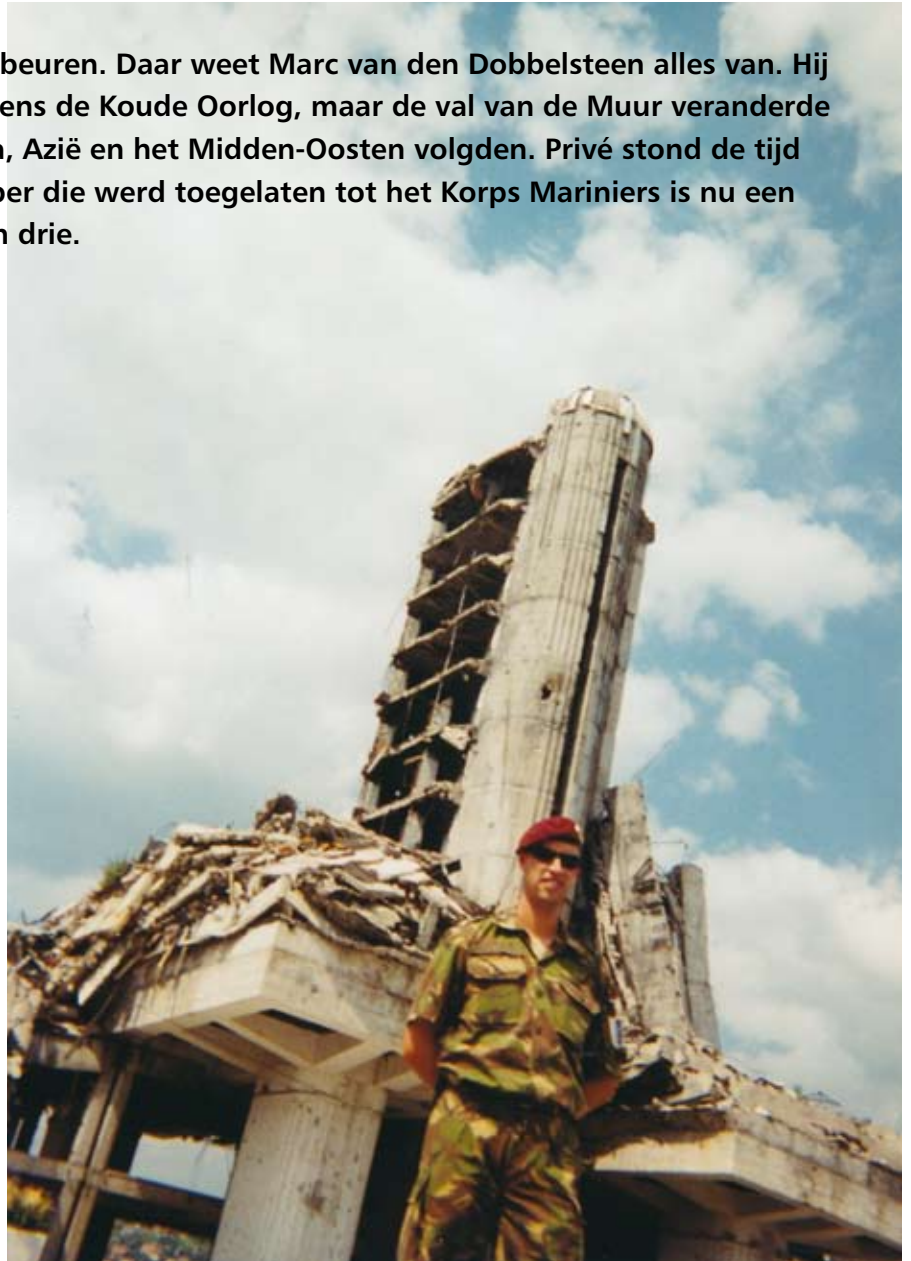 beuren. Daar weet Marc van den Dobbelsteen alles van. Hij
ens de Koude Oorlog, maar de val van de Muur veranderde
, Azië en het Midden-Oosten volgden. Privé stond de tijd
er die werd toegelaten tot het Korps Mariniers is nu een
drie.